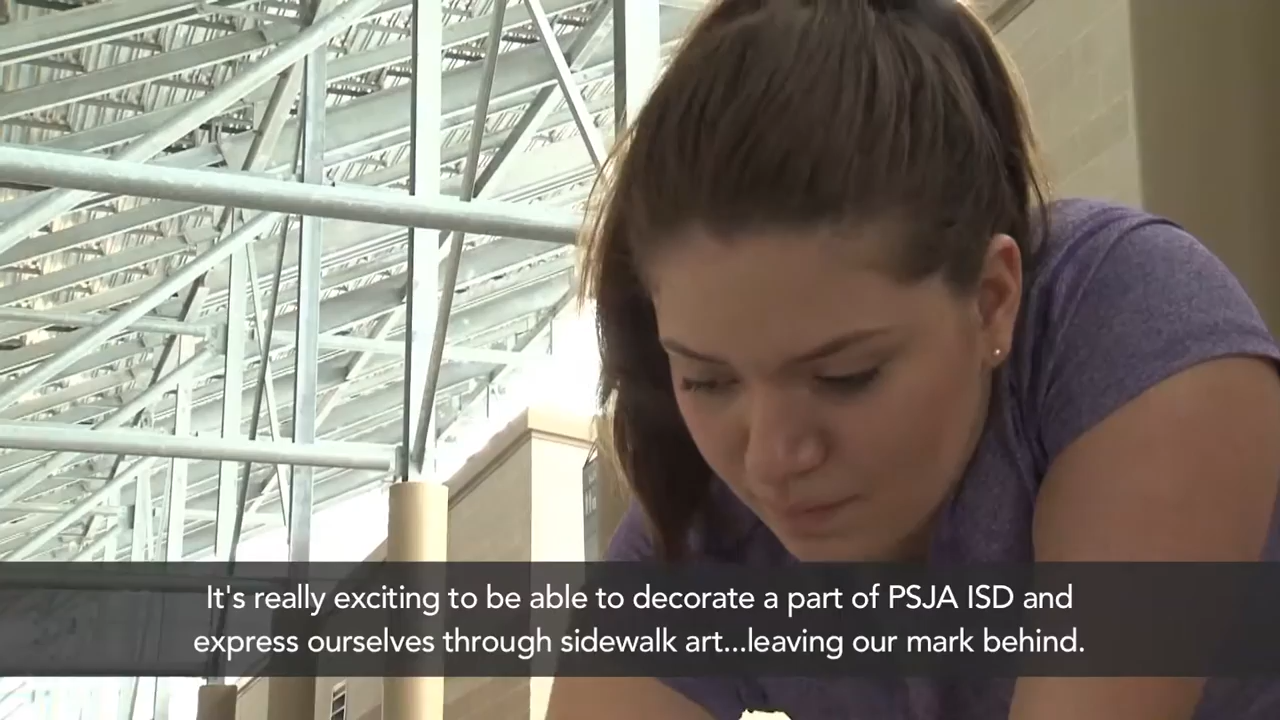 It's really exciting to be able to decorate a part of PSJA ISD and
express ourselves through sidewalk art...leaving our mark behind.